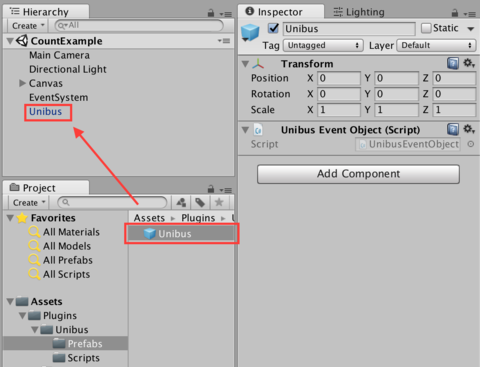 Hierarchy
Create
All
CountExample
Main Camera
Directional Light
Canvas
EventSystem
Unibus
Project
Create
Favorites
All Materials
All Models
All Prefabs
All Scripts
Assets
Plugins
Unibus
Prefabs
Scripts
Assets Plugins
Unibus
Inspector Lighting
Unibus Static
Tag Untagged Layer Default
Transform
Position X 0 Y 0 Z 0
Rotation X 0 Y 0 Z 0
Scale X 1 Y 1 Z 1
Unibus Event Object (Script)
Script UnibusEventObject
Add Component